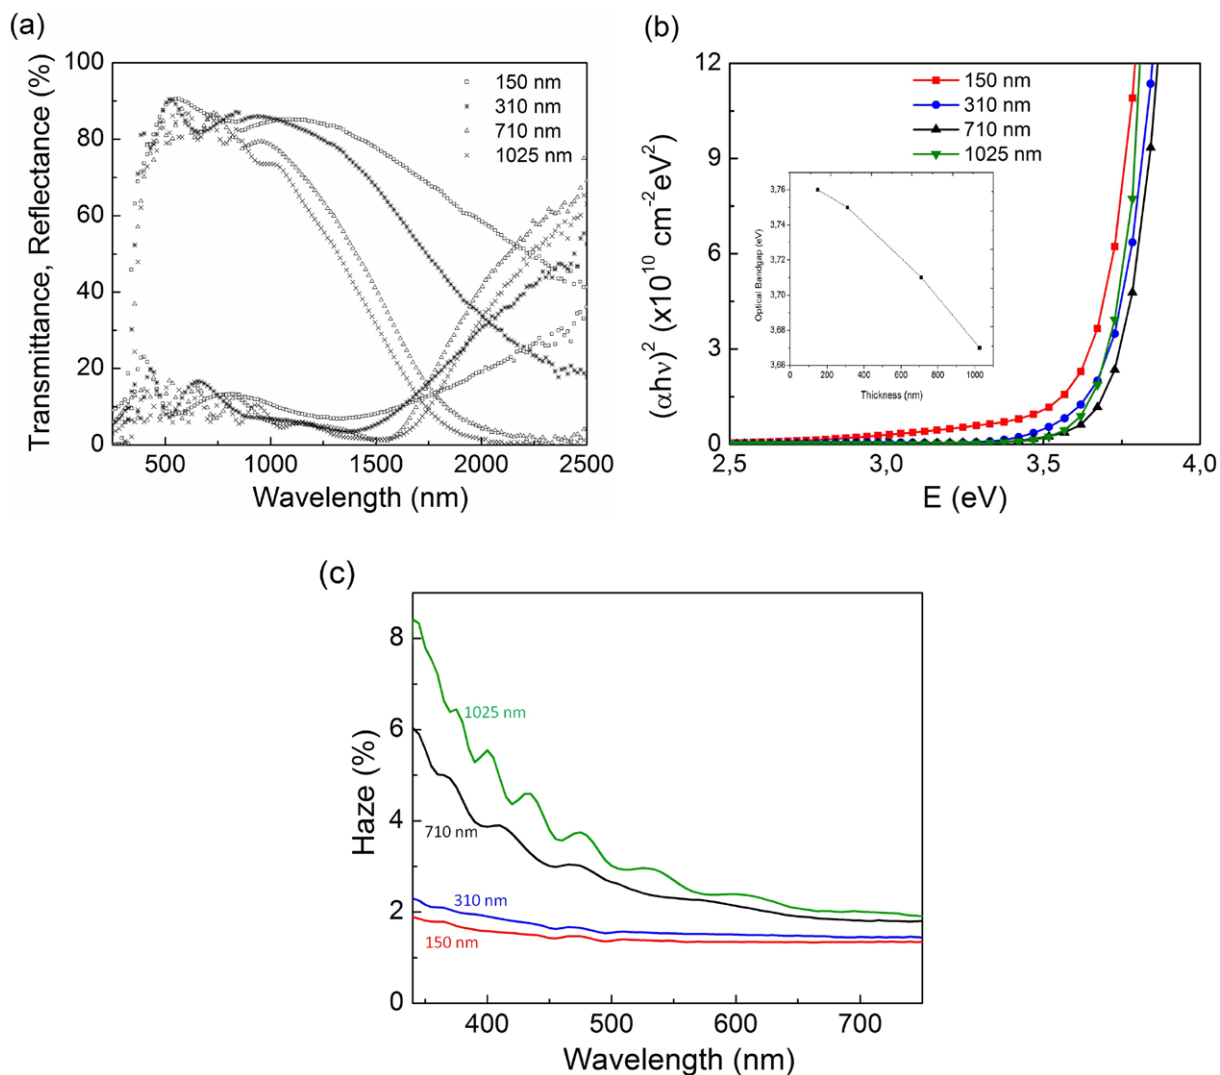 (a)
Transmittance, Reflectance (%)
100
80
60
40
20
0
500
1000
1500
2000
2500
Wavelength (nm)
150 nm
310 nm
710 nm
1025 nm
(b)
(αhν)² (x10¹⁰ cm⁻²eV²)
12
9
6
3
0
2,5
3,0
3,5
4,0
E (eV)
150 nm
310 nm
710 nm
1025 nm
Optical Bandgap (eV)
3,76
3,74
3,72
3,70
3,68
3,66
0
200
400
600
800
1000
Thickness (nm)
(c)
Haze (%)
8
6
4
2
0
400
500
600
700
Wavelength (nm)
1025 nm
710 nm
310 nm
150 nm